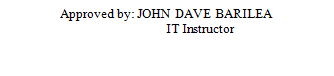 Approved by: JOHN DAVE BARILEA
IT Instructor